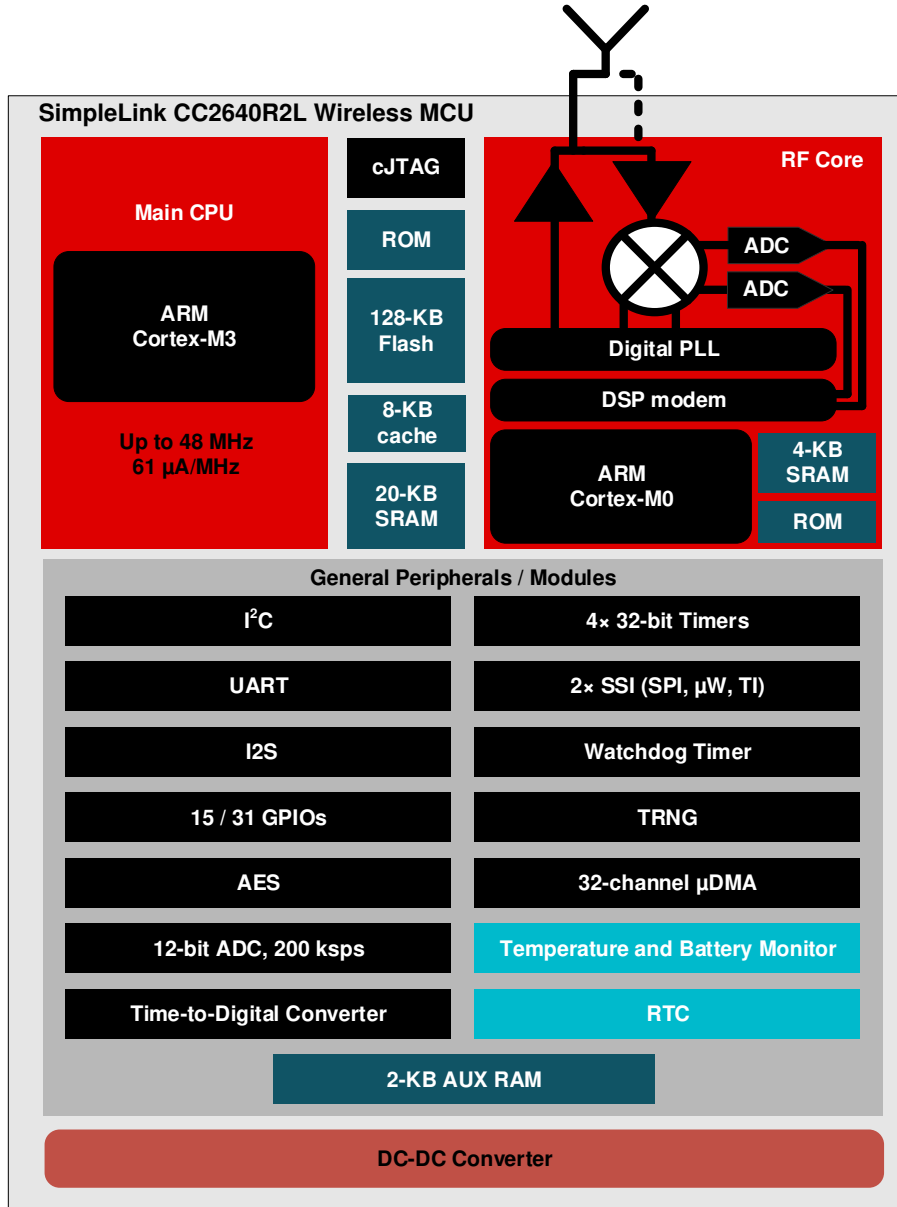 SimpleLink CC2640R2L Wireless MCU
Main CPU
ARM
Cortex-M3
Up to 48 MHz
61 µA/MHz
cJTAG
ROM
128-KB
Flash
8-KB
cache
20-KB
SRAM
RF Core
ADC
ADC
Digital PLL
DSP modem
ARM
Cortex-M0
4-KB
SRAM
ROM
General Peripherals / Modules
I²C
4× 32-bit Timers
UART
2× SSI (SPI, µW, TI)
I2S
Watchdog Timer
15 / 31 GPIOs
TRNG
AES
32-channel µDMA
12-bit ADC, 200 ksps
Temperature and Battery Monitor
Time-to-Digital Converter
RTC
2-KB AUX RAM
DC-DC Converter